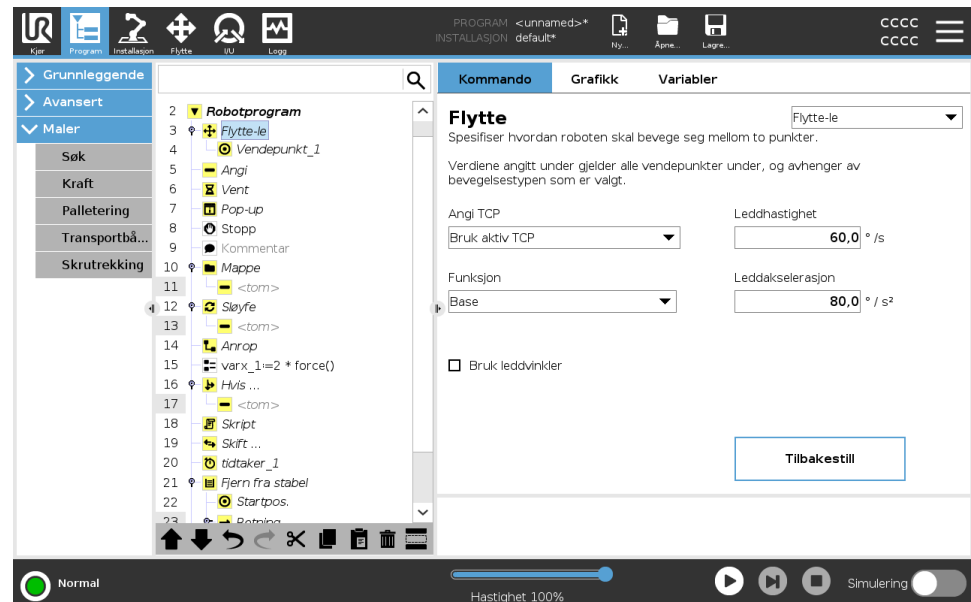 PROGRAM <unnamed>*
INSTALLASJON default*
Kjør
Program
Installasjon
Flytte
I/U
Logg
Ny...
Åpne...
Lagre...
CCCC
CCCC
Grunnleggende
Avansert
Maler
Søk
Kraft
Palletering
Transportbå...
Skrutrekking
2 Robotprogram
3 Flytte-le
4 Vendepunkt_1
5 Angi
6 Vent
7 Pop-up
8 Stopp
9 Kommentar
10 Mappe
11 <tom>
12 Sløyfe
13 <tom>
14 Anrop
15 varx_1:=2 * force()
16 Hvis ...
17 <tom>
18 Skript
19 Skift ...
20 tidtaker_1
21 Fjern fra stabel
22 Startpos.
23 Retning
Kommando
Grafikk
Variabler
Flytte
Flytte-le
Spesifiser hvordan roboten skal bevege seg mellom to punkter.
Verdiene angitt under gjelder alle vendepunkter under, og avhenger av
bevegelsestypen som er valgt.
Angi TCP
Leddhastighet
Bruk aktiv TCP
60,0 ° /s
Funksjon
Leddakselerasjon
Base
80,0 ° / s²
Bruk leddvinkler
Tilbakestill
Normal
Hastighet 100%
Simulering